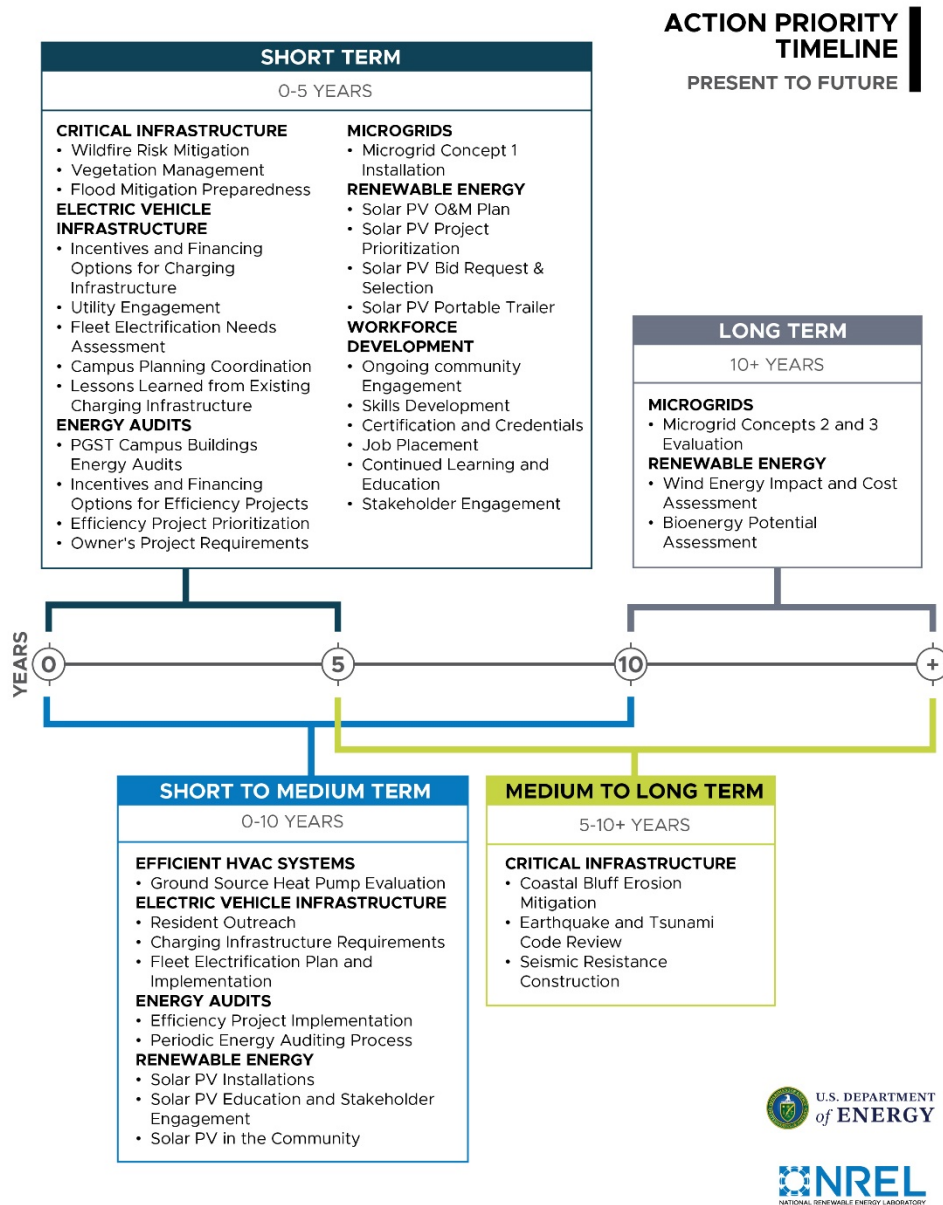 ACTION PRIORITY
TIMELINE
PRESENT TO FUTURE
SHORT TERM
0-5 YEARS
CRITICAL INFRASTRUCTURE
• Wildfire Risk Mitigation
• Vegetation Management
• Flood Mitigation Preparedness
ELECTRIC VEHICLE
INFRASTRUCTURE
• Incentives and Financing
Options for Charging
Infrastructure
• Utility Engagement
• Fleet Electrification Needs
Assessment
• Campus Planning Coordination
• Lessons Learned from Existing
Charging Infrastructure
ENERGY AUDITS
• PGST Campus Buildings
Energy Audits
• Incentives and Financing
Options for Efficiency Projects
• Efficiency Project Prioritization
• Owner's Project Requirements
MICROGRIDS
• Microgrid Concept 1
Installation
RENEWABLE ENERGY
• Solar PV O&M Plan
• Solar PV Project
Prioritization
• Solar PV Bid Request &
Selection
• Solar PV Portable Trailer
WORKFORCE
DEVELOPMENT
• Ongoing community
Engagement
• Skills Development
• Certification and Credentials
• Job Placement
• Continued Learning and
Education
• Stakeholder Engagement
LONG TERM
10+ YEARS
MICROGRIDS
• Microgrid Concepts 2 and 3
Evaluation
RENEWABLE ENERGY
• Wind Energy Impact and Cost
Assessment
• Bioenergy Potential
Assessment
YEARS
0
5
10
+
SHORT TO MEDIUM TERM
0-10 YEARS
EFFICIENT HVAC SYSTEMS
• Ground Source Heat Pump Evaluation
ELECTRIC VEHICLE INFRASTRUCTURE
• Resident Outreach
• Charging Infrastructure Requirements
• Fleet Electrification Plan and
Implementation
ENERGY AUDITS
• Efficiency Project Implementation
• Periodic Energy Auditing Process
RENEWABLE ENERGY
• Solar PV Installations
• Solar PV Education and Stakeholder
Engagement
• Solar PV in the Community
MEDIUM TO LONG TERM
5-10+ YEARS
CRITICAL INFRASTRUCTURE
• Coastal Bluff Erosion
Mitigation
• Earthquake and Tsunami
Code Review
• Seismic Resistance
Construction
U.S. DEPARTMENT
of ENERGY
NREL
NATIONAL RENEWABLE ENERGY LABORATORY